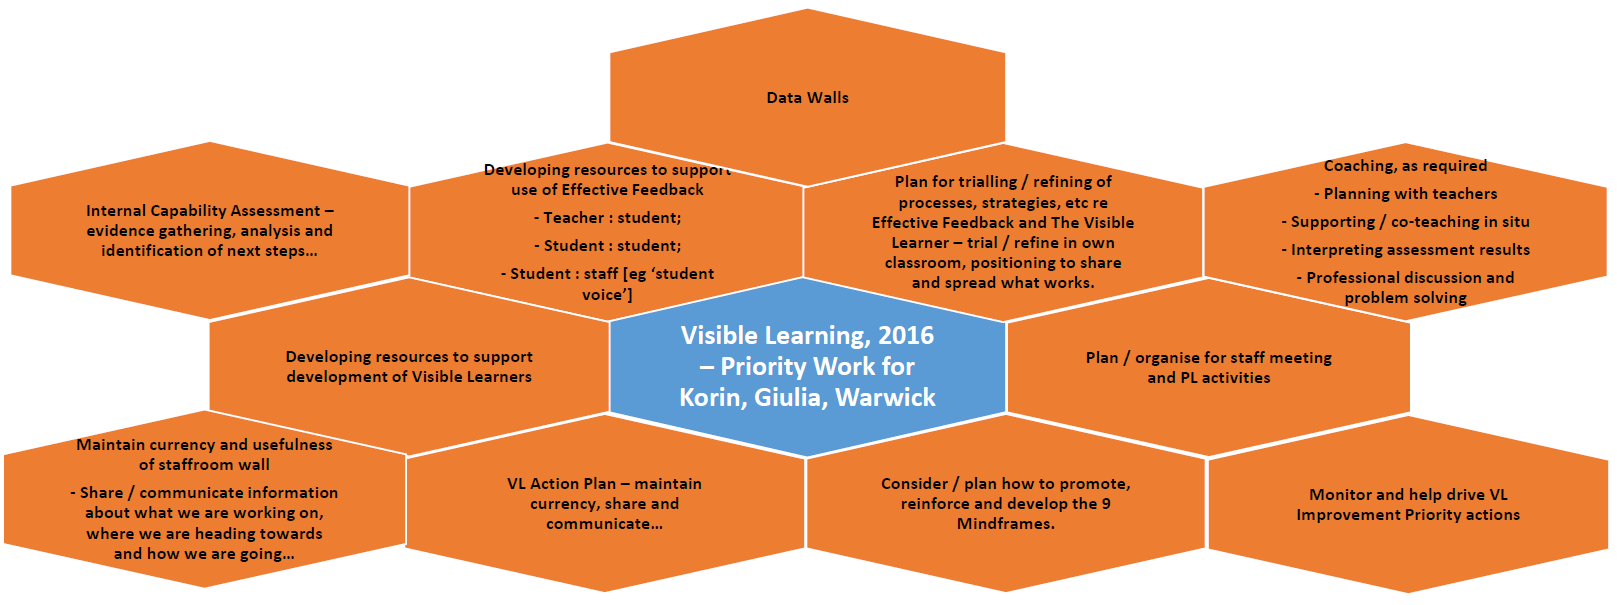 Data Walls
Internal Capability Assessment –
evidence gathering, analysis and
identification of next steps...
Developing resources to support
use of Effective Feedback
- Teacher : student;
- Student : student;
- Student : staff [eg ‘student
voice’]
Plan for trialling / refining of
processes, strategies, etc re
Effective Feedback and The Visible
Learner – trial / refine in own
classroom, positioning to share
and spread what works.
Coaching, as required
- Planning with teachers
- Supporting / co-teaching in situ
- Interpreting assessment results
- Professional discussion and
problem solving
Developing resources to support
development of Visible Learners
Visible Learning, 2016
– Priority Work for
Korin, Giulia, Warwick
Plan / organise for staff meeting
and PL activities
Maintain currency and usefulness
of staffroom wall
- Share / communicate information
about what we are working on,
where we are heading towards
and how we are going...
VL Action Plan – maintain
currency, share and
communicate...
Consider / plan how to promote,
reinforce and develop the 9
Mindframes.
Monitor and help drive VL
Improvement Priority actions